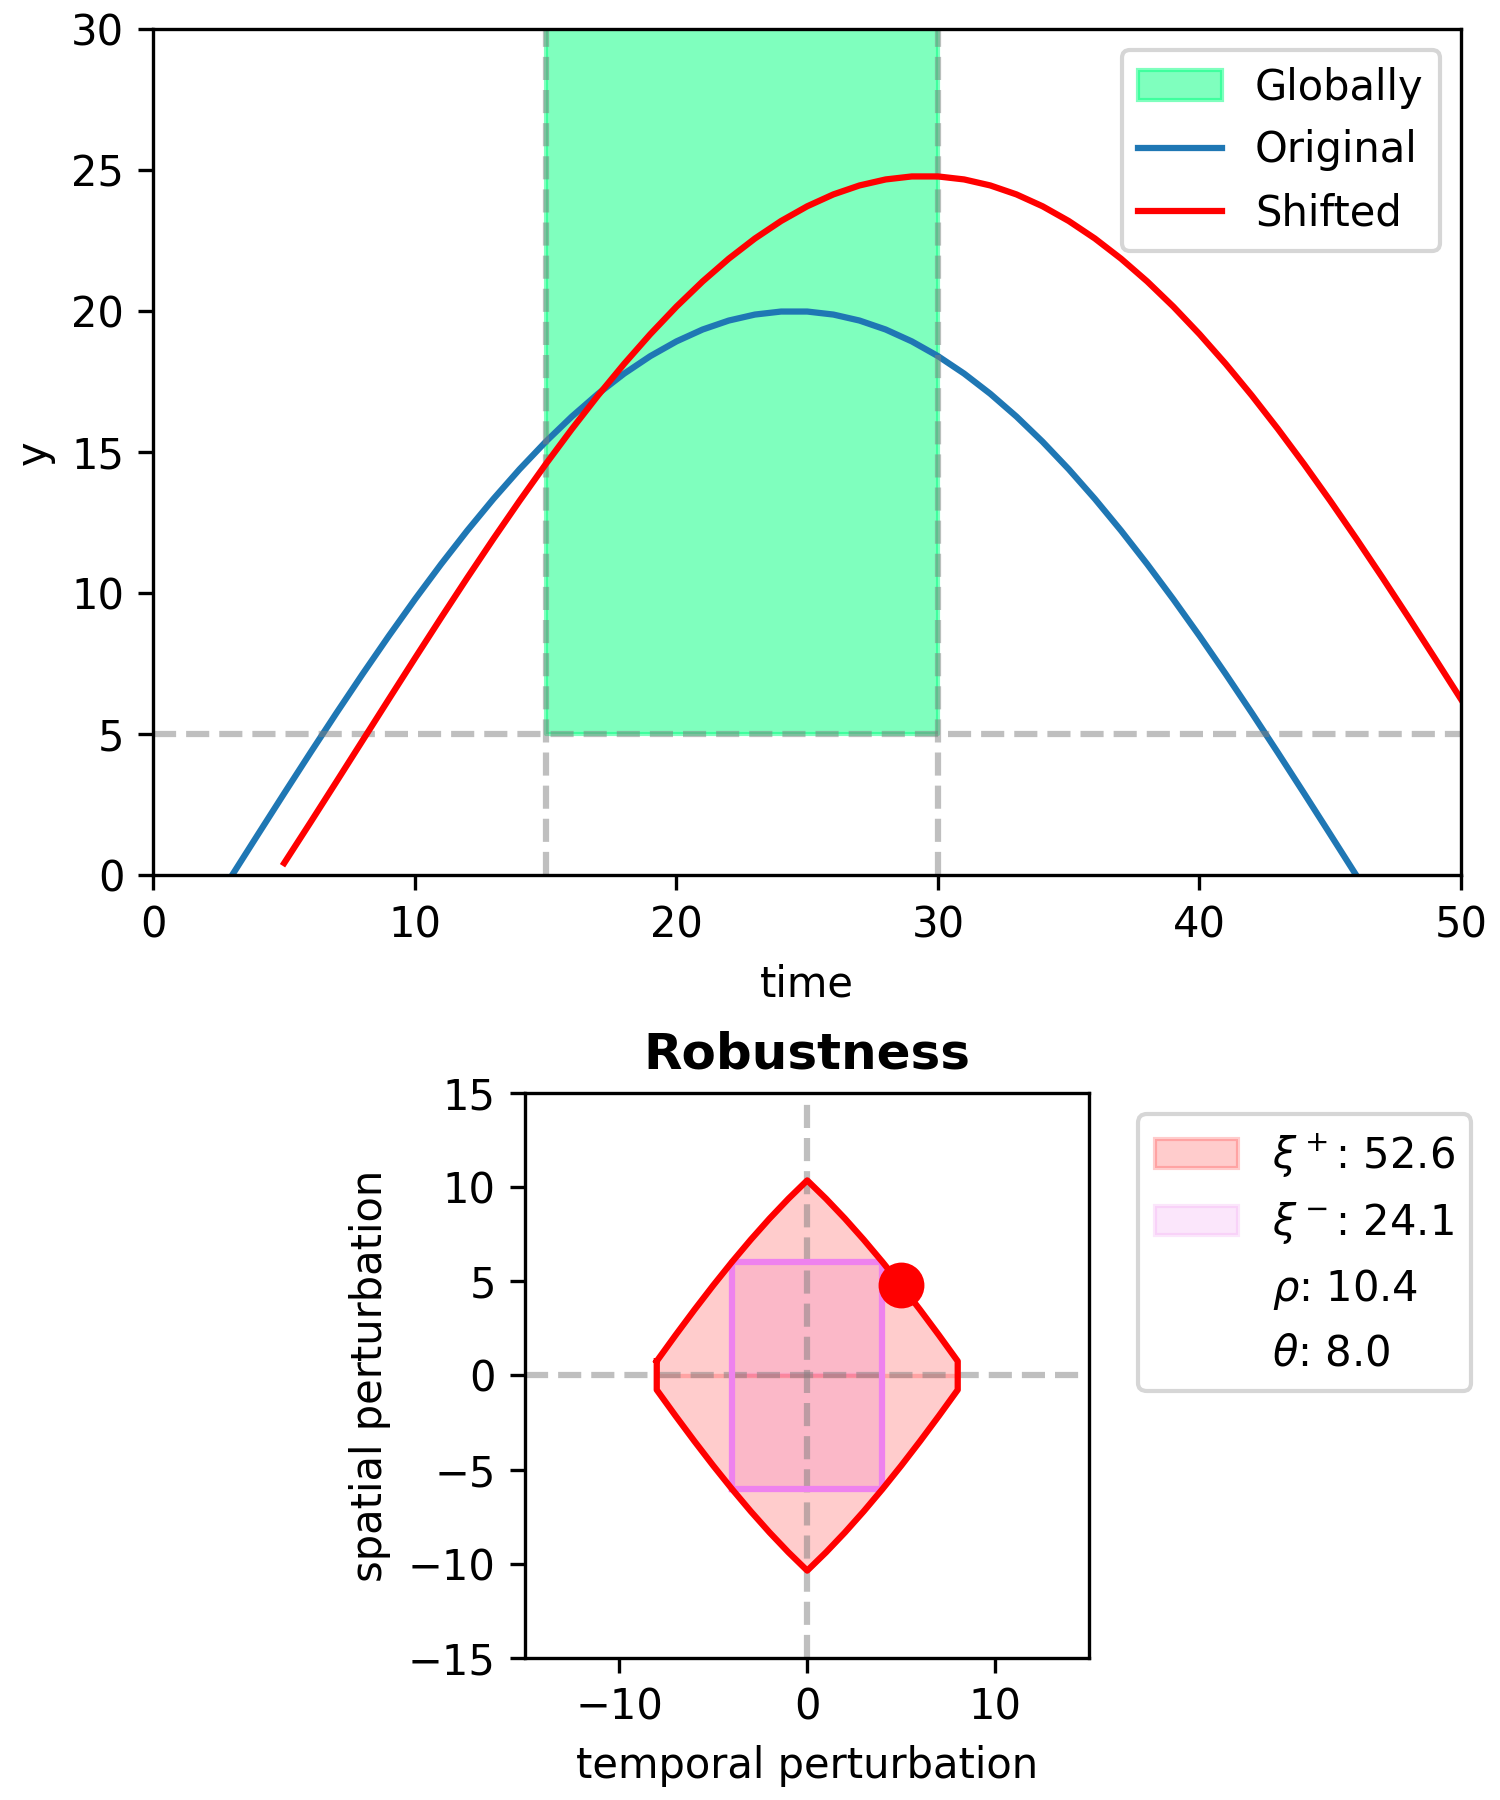 30
25
20
15
10
5
0
y
0 10 20 30 40 50
time
Globally
Original
Shifted
Robustness
15
10
5
0
−5
−10
−15
spatial perturbation
−10 0 10
temporal perturbation
ξ⁺: 52.6
ξ⁻: 24.1
ρ: 10.4
θ: 8.0